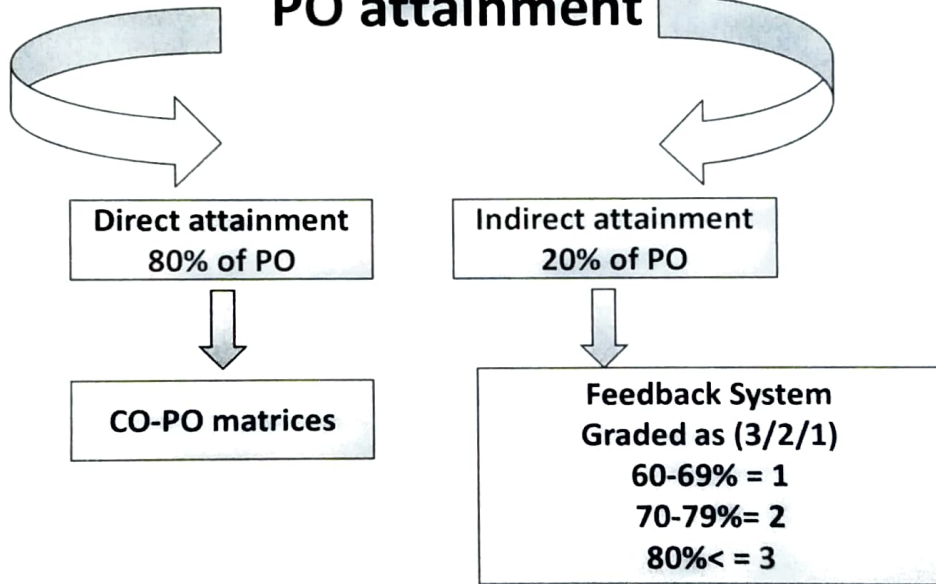 PO attainment
Direct attainment
80% of PO
Indirect attainment
20% of PO
CO-PO matrices
Feedback System
Graded as (3/2/1)
60-69% = 1
70-79%= 2
80%< = 3